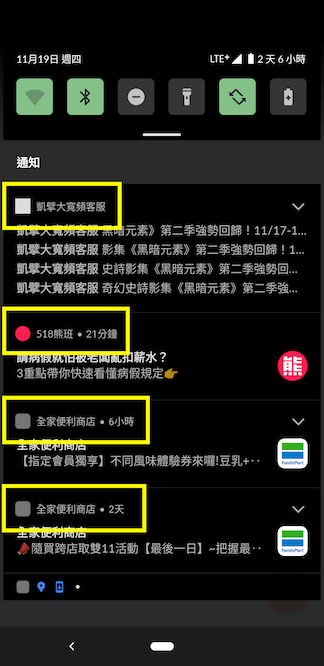 11月19日 週四
LTE+
2 天 6 小時
通知
凱擘大寬頻客服
凱擘大寬頻客服 黑暗元素》第二季強勢回歸！11/17-1...
凱擘大寬頻客服 影集《黑暗元素》第二季強勢回歸！1...
凱擘大寬頻客服 史詩影集《黑暗元素》第二季強勢回...
凱擘大寬頻客服 奇幻史詩影集《黑暗元素》第二季強...
518熊班 • 21分鐘
請病假就怕被老闆亂扣薪水？
3重點帶你快速看懂病假規定👉
熊
全家便利商店 • 6小時
全家便利商店
【指定會員獨享】不同風味體驗券來囉!豆乳+‥
FamilyMart
全家便利商店 • 2天
全家便利商店
📣隨買跨店取雙11活動【最後一日】~把握最‥
FamilyMart